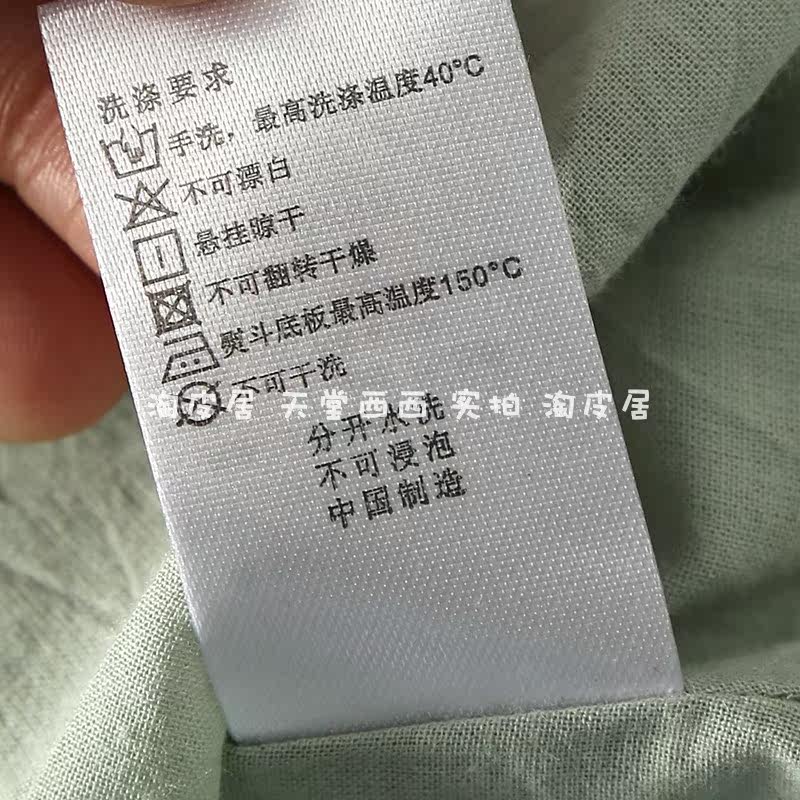 洗涤要求
手洗，最高洗涤温度40°C
不可漂白
悬挂晾干
不可翻转干燥
熨斗底板最高温度150°C
不可干洗
淘皮居 天堂西西 实拍 淘皮居
分开水洗
不可浸泡
中国制造